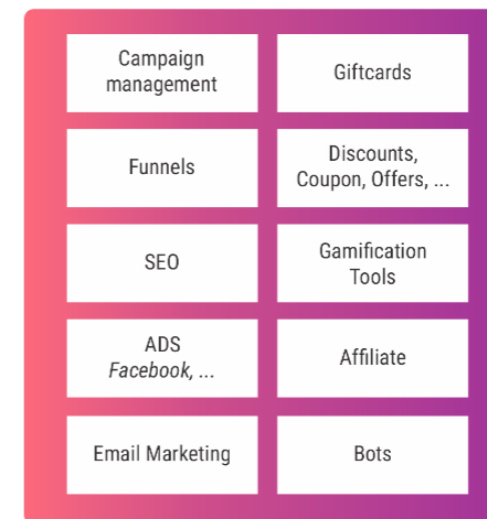 Campaign
management
Giftcards
Funnels
Discounts,
Coupon, Offers, ...
SEO
Gamification
Tools
ADS
Facebook, ...
Affiliate
Email Marketing
Bots